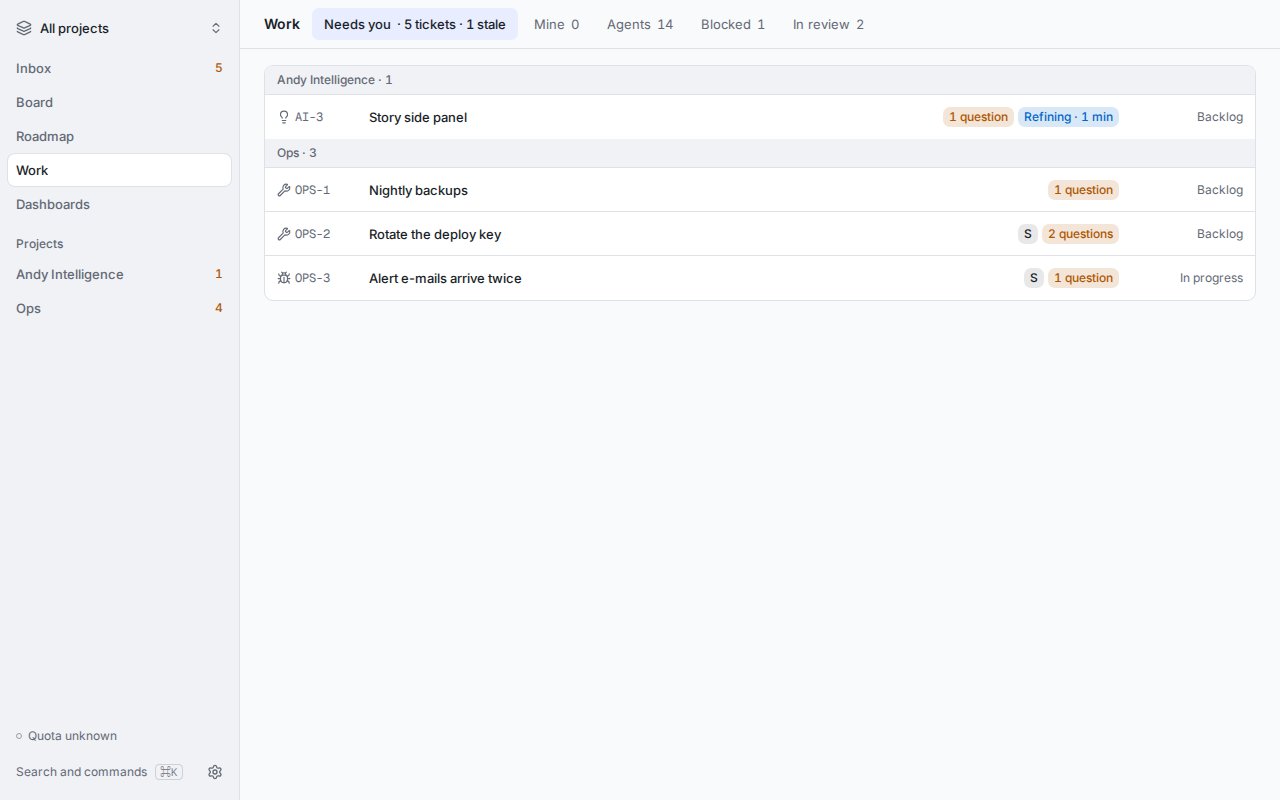 All projects
Inbox 5
Board
Roadmap
Work
Dashboards
Projects
Andy Intelligence 1
Ops 4
Quota unknown
Search and commands ⌘K
Work Needs you · 5 tickets · 1 stale Mine 0 Agents 14 Blocked 1 In review 2
Andy Intelligence · 1
AI-3 Story side panel 1 question Refining · 1 min Backlog
Ops · 3
OPS-1 Nightly backups 1 question Backlog
OPS-2 Rotate the deploy key S 2 questions Backlog
OPS-3 Alert e-mails arrive twice S 1 question In progress